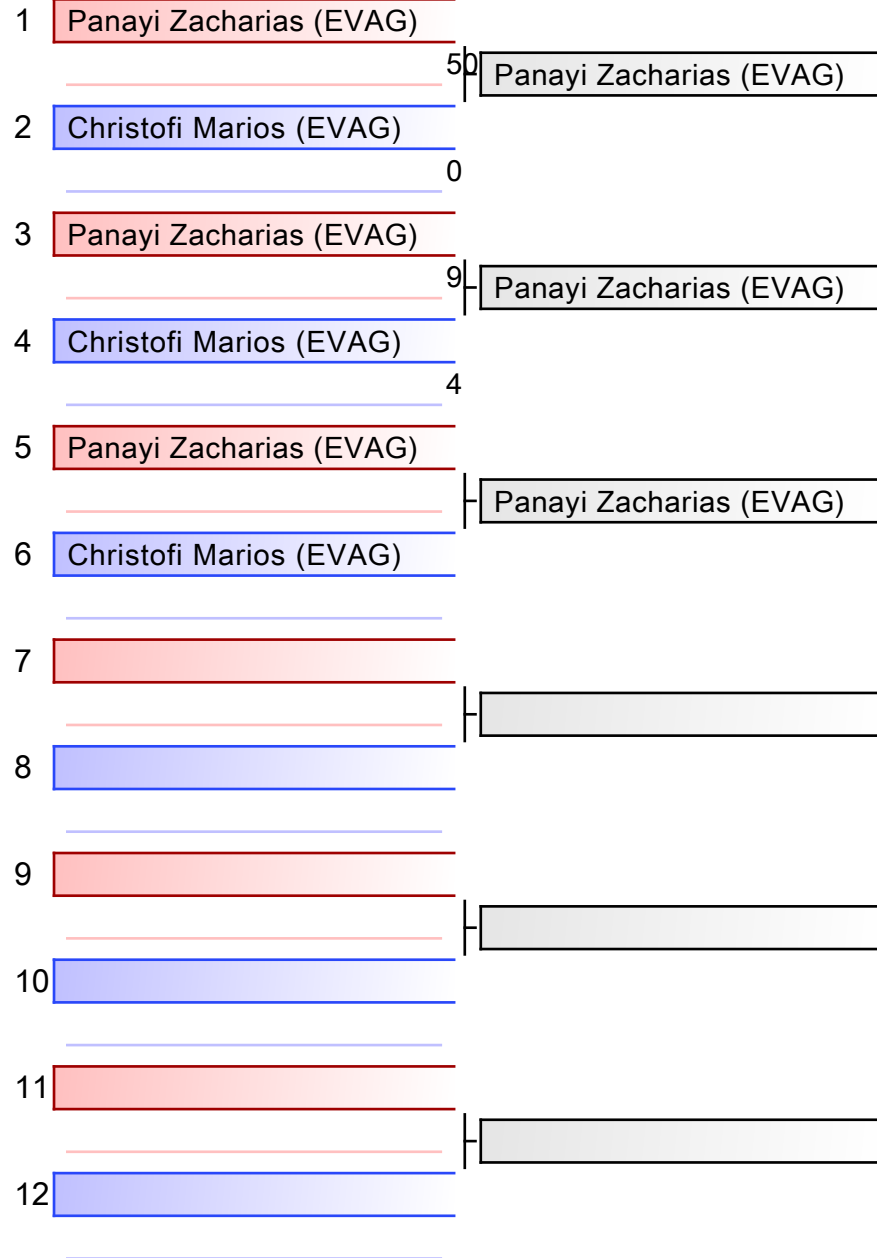 1 Panayi Zacharias (EVAG)
50 Panayi Zacharias (EVAG)
2 Christofi Marios (EVAG)
0
3 Panayi Zacharias (EVAG)
9 Panayi Zacharias (EVAG)
4 Christofi Marios (EVAG)
4
5 Panayi Zacharias (EVAG)
Panayi Zacharias (EVAG)
6 Christofi Marios (EVAG)
7
8
9
10
11
12